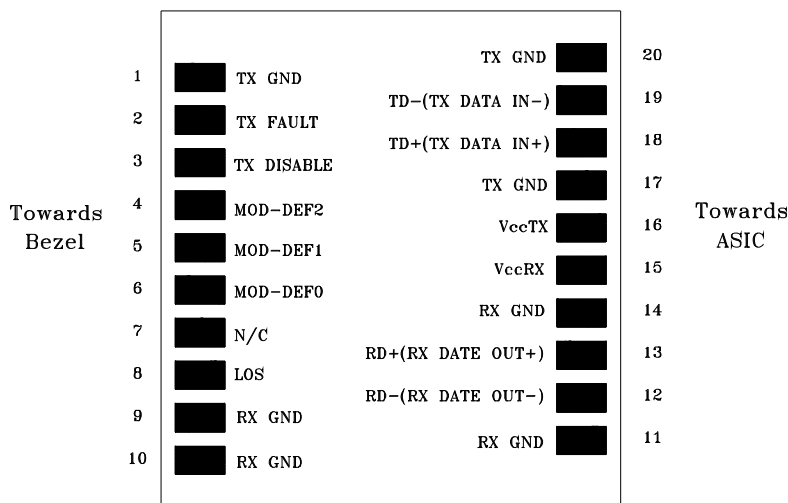 Towards
Bezel
1 TX GND
2 TX FAULT
3 TX DISABLE
4 MOD-DEF2
5 MOD-DEF1
6 MOD-DEF0
7 N/C
8 LOS
9 RX GND
10 RX GND
TX GND 20
TD-(TX DATA IN-) 19
TD+(TX DATA IN+) 18
TX GND 17
VccTX 16
VccRX 15
RX GND 14
RD+(RX DATE OUT+) 13
RD-(RX DATE OUT-) 12
RX GND 11
Towards
ASIC